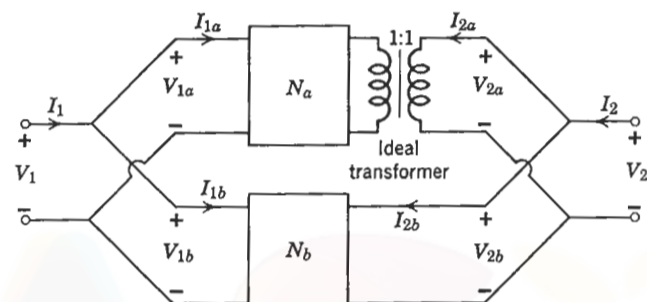 I1a
1:1
I2a
+
+
V1a
Na
V2a
I1
I2
−
−
+
+
Ideal
transformer
V1
V2
I1b
I2b
−
−
+
+
V1b
Nb
V2b
−
−